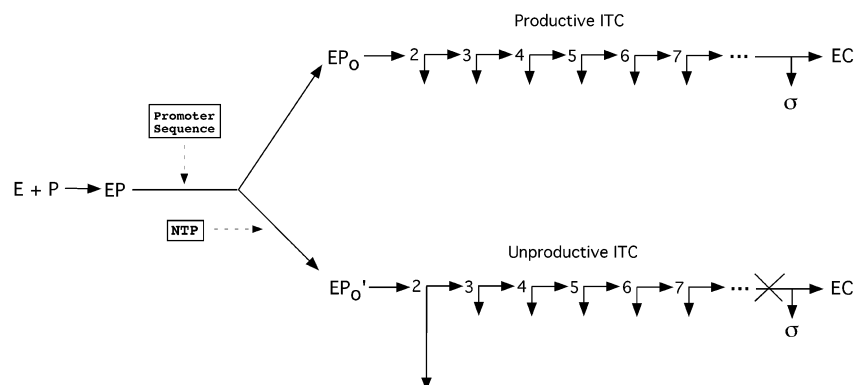 Productive ITC
EPo 2 3 4 5 6 7 ... EC
σ
Promoter
Sequence
E + P EP
NTP
Unproductive ITC
EPo' 2 3 4 5 6 7 ... EC
σ